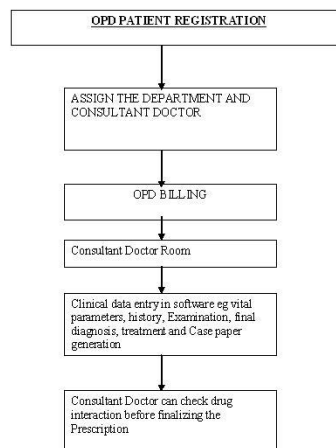 OPD PATIENT REGISTRATION
ASSIGN THE DEPARTMENT AND
CONSULTANT DOCTOR
OPD BILLING
Consultant Doctor Room
Clinical data entry in software eg vital
parameters, history, Examination, final
diagnosis, treatment and Case paper
generation
Consultant Doctor can check drug
interaction before finalizing the
Prescription